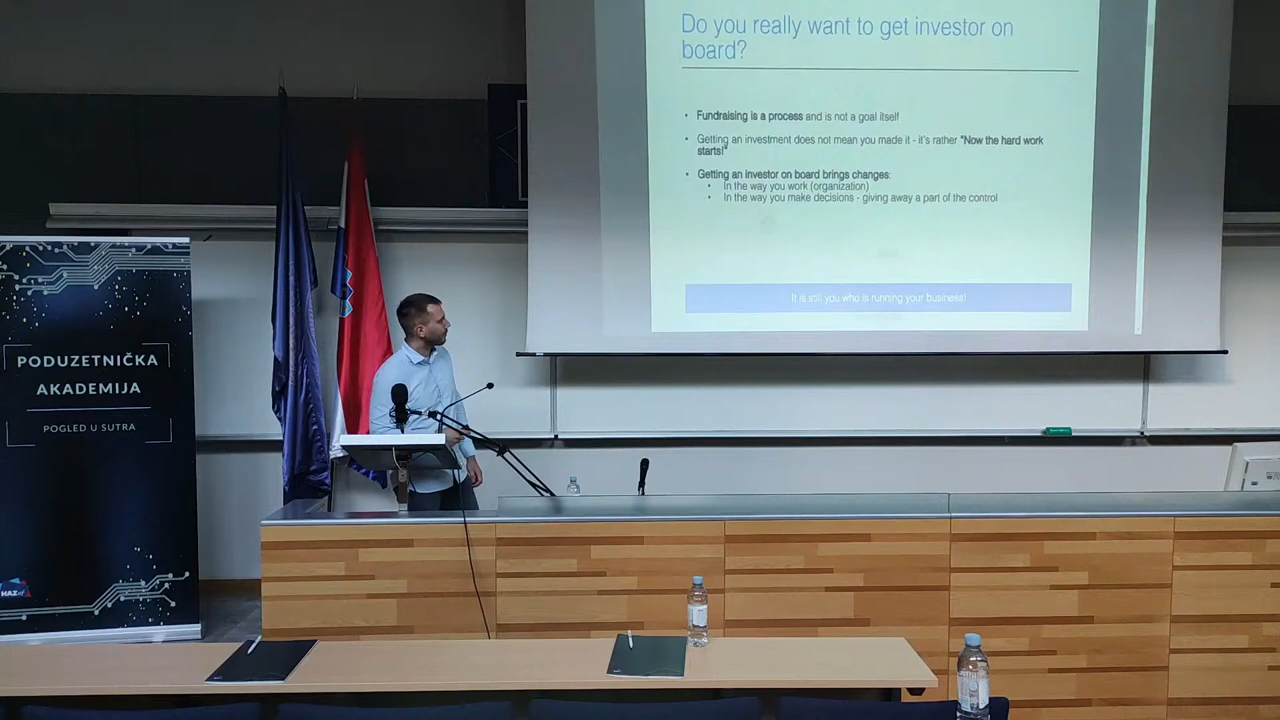 Do you really want to get investor on
board?
• Fundraising is a process and is not a goal itself
• Getting an investment does not mean you made it - it's rather "Now the hard work
starts!"
• Getting an investor on board brings changes:
• In the way you work (organization)
• In the way you make decisions - giving away a part of the control
It is still you who is running your business!
PODUZETNIČKA
AKADEMIJA
POGLED U SUTRA
MAZef